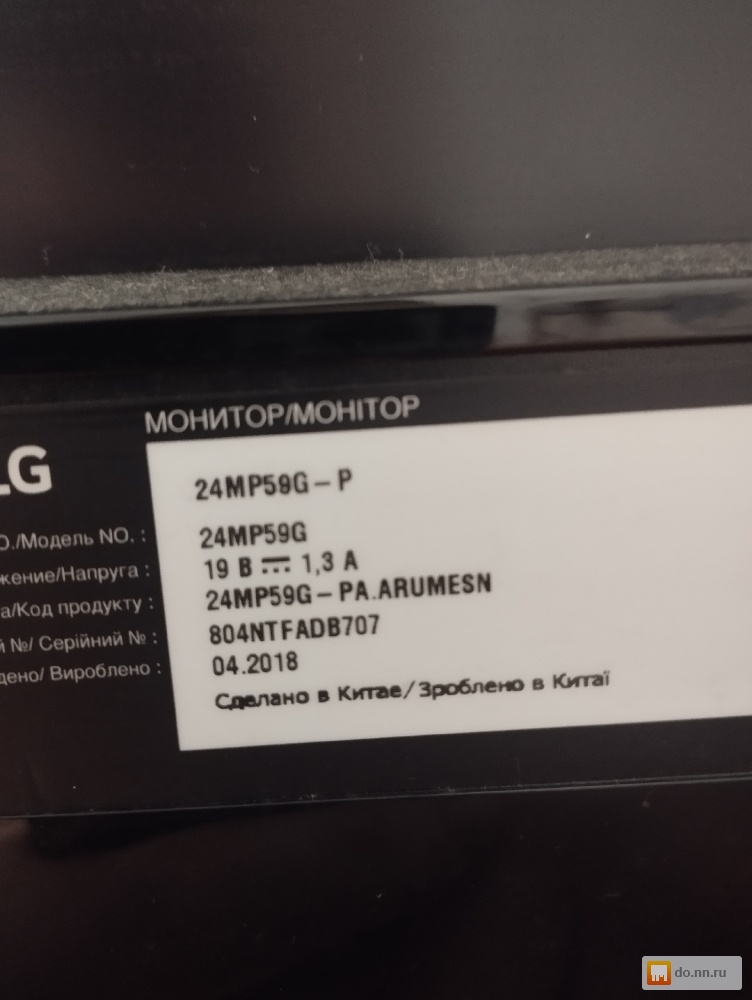 МОНИТОР/МОНІТОР
LG
24MP59G-P
O./Модель NO. : 24MP59G
жение/Напруга : 19 В ⎓ 1,3 А
а/Код продукту : 24MP59G-PA.ARUMESN
й №/ Серійний № : 804NTFADB707
дено/ Вироблено : 04.2018
Сделано в Китае/Зроблено в Китаї
do.nn.ru